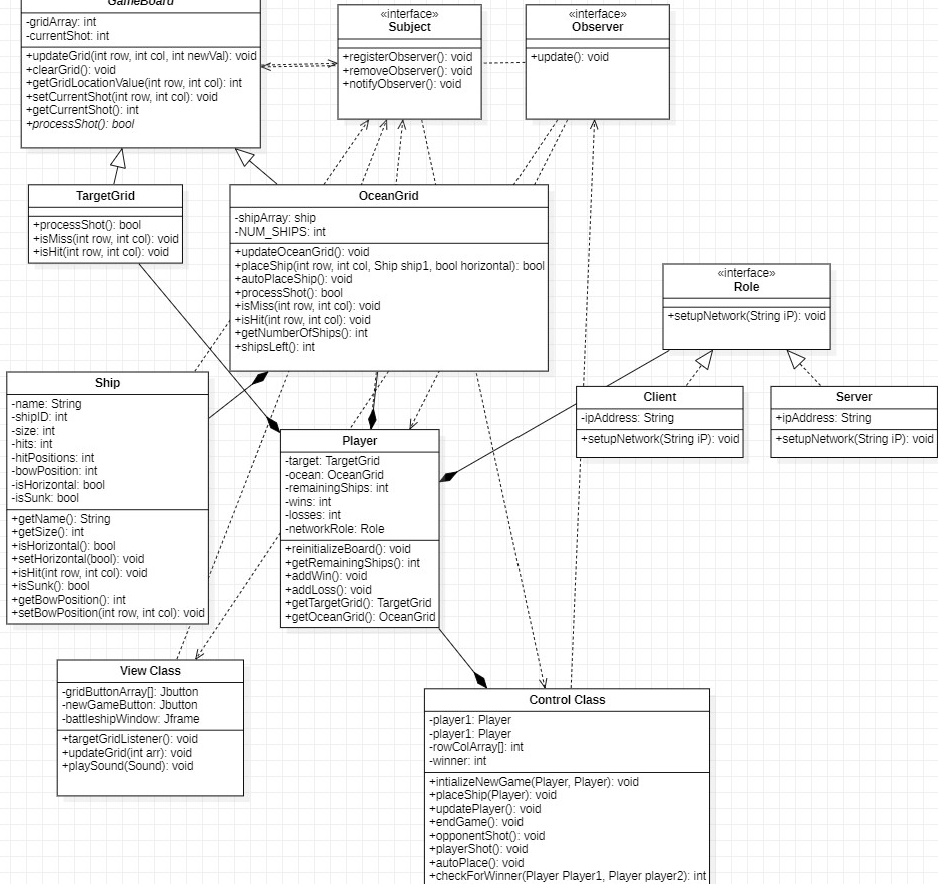 GameBoard
-gridArray: int
-currentShot: int
+updateGrid(int row, int col, int newVal): void
+clearGrid(): void
+getGridLocationValue(int row, int col): int
+setCurrentShot(int row, int col): void
+getCurrentShot(): int
+processShot(): bool
«interface»
Subject
+registerObserver(): void
+removeObserver(): void
+notifyObserver(): void
«interface»
Observer
+update(): void
TargetGrid
+processShot(): bool
+isMiss(int row, int col): void
+isHit(int row, int col): void
OceanGrid
-shipArray: ship
-NUM_SHIPS: int
+updateOceanGrid(): void
+placeShip(int row, int col, Ship ship1, bool horizontal): bool
+autoPlaceShip(): void
+processShot(): bool
+isMiss(int row, int col): void
+isHit(int row, int col): void
+getNumberOfShips(): int
+shipsLeft(): int
«interface»
Role
+setupNetwork(String iP): void
Ship
-name: String
-shipID: int
-size: int
-hits: int
-hitPositions: int
-bowPosition: int
-isHorizontal: bool
-isSunk: bool
+getName(): String
+getSize(): int
+isHorizontal(): bool
+setHorizontal(bool): void
+isHit(int row, int col): void
+isSunk(): bool
+getBowPosition(): int
+setBowPosition(int row, int col): void
Player
-target: TargetGrid
-ocean: OceanGrid
-remainingShips: int
-wins: int
-losses: int
-networkRole: Role
+reinitializeBoard(): void
+getRemainingShips(): int
+addWin(): void
+addLoss(): void
+getTargetGrid(): TargetGrid
+getOceanGrid(): OceanGrid
Client
-ipAddress: String
+setupNetwork(String iP): void
Server
+ipAddress: String
+setupNetwork(String iP): void
View Class
-gridButtonArray[]: Jbutton
-newGameButton: Jbutton
-battleshipWindow: Jframe
+targetGridListener(): void
+updateGrid(int arr): void
+playSound(Sound): void
Control Class
-player1: Player
-player1: Player
-rowColArray[]: int
-winner: int
+intializeNewGame(Player, Player): void
+placeShip(Player): void
+updatePlayer(): void
+endGame(): void
+opponentShot(): void
+playerShot(): void
+autoPlace(): void
+checkForWinner(Player Player1, Player player2): int